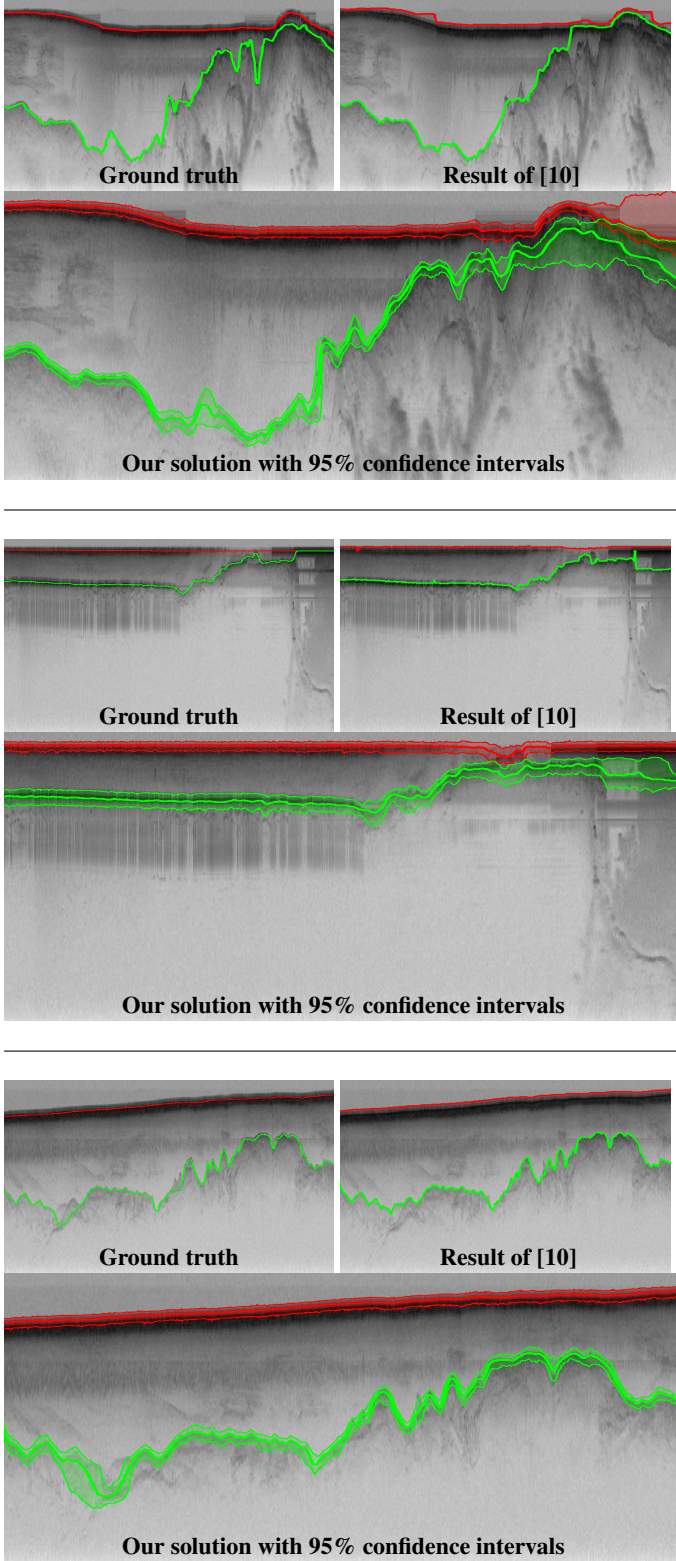 Ground truth
Result of [10]
Our solution with 95% confidence intervals
Ground truth
Result of [10]
Our solution with 95% confidence intervals
Ground truth
Result of [10]
Our solution with 95% confidence intervals